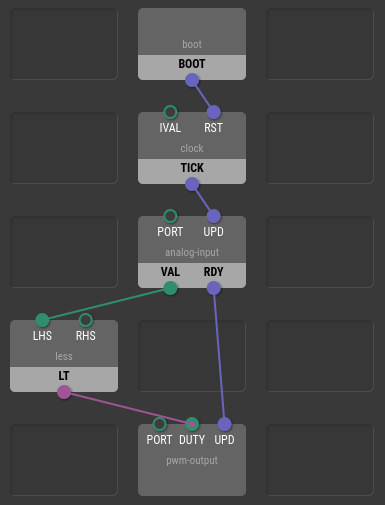 boot
BOOT
IVAL RST
clock
TICK
PORT UPD
analog-input
VAL RDY
LHS RHS
less
LT
PORT DUTY UPD
pwm-output